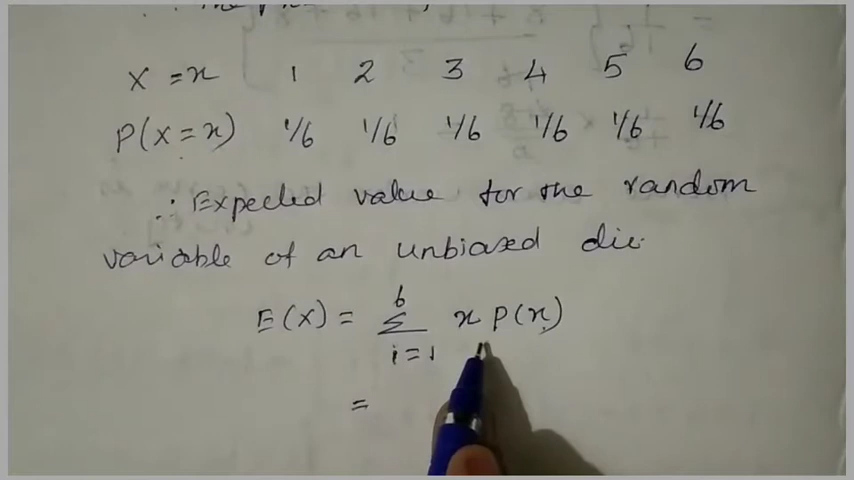 X = x 1 2 3 4 5 6
P(X = x) 1/6 1/6 1/6 1/6 1/6 1/6
∴ Expected value for the random
variable of an unbiased die
6
E(X) = Σ x P(x)
i = 1
=